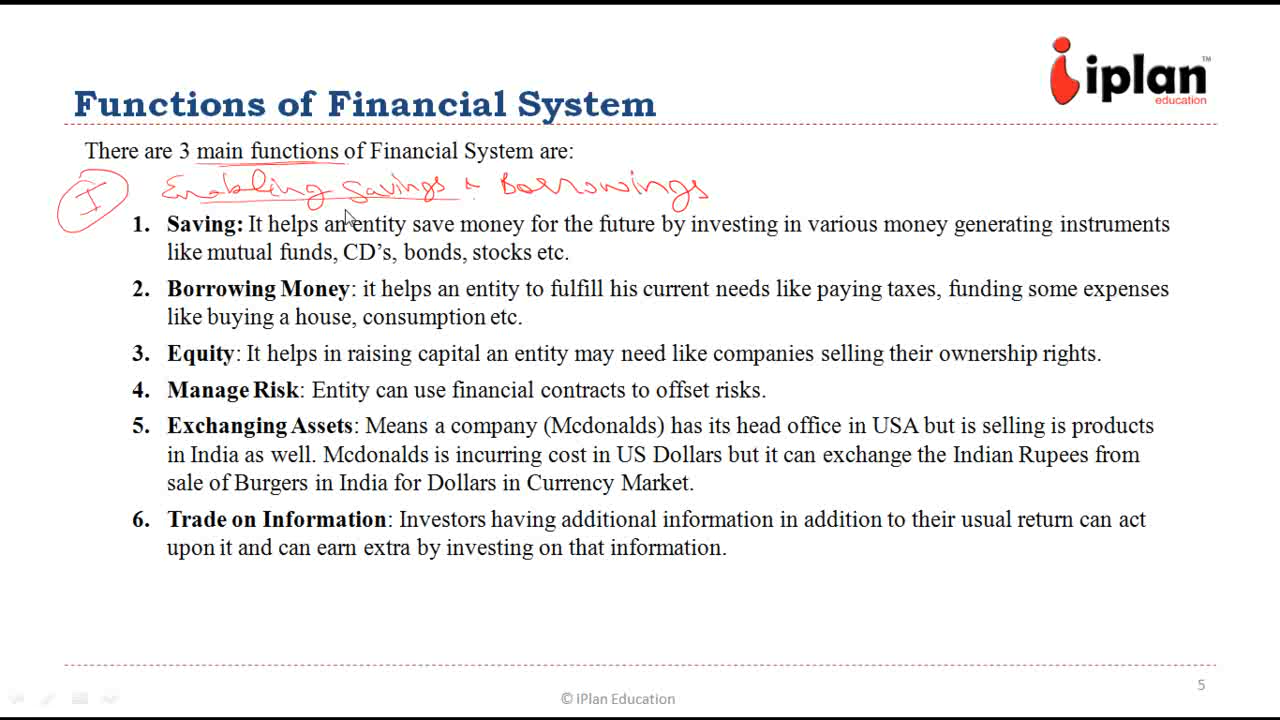 iplan™
education
Functions of Financial System
There are 3 main functions of Financial System are:
I Enabling Savings & Borrowings
1. Saving: It helps an entity save money for the future by investing in various money generating instruments
like mutual funds, CD’s, bonds, stocks etc.
2. Borrowing Money: it helps an entity to fulfill his current needs like paying taxes, funding some expenses
like buying a house, consumption etc.
3. Equity: It helps in raising capital an entity may need like companies selling their ownership rights.
4. Manage Risk: Entity can use financial contracts to offset risks.
5. Exchanging Assets: Means a company (Mcdonalds) has its head office in USA but is selling is products
in India as well. Mcdonalds is incurring cost in US Dollars but it can exchange the Indian Rupees from
sale of Burgers in India for Dollars in Currency Market.
6. Trade on Information: Investors having additional information in addition to their usual return can act
upon it and can earn extra by investing on that information.
© iPlan Education
5